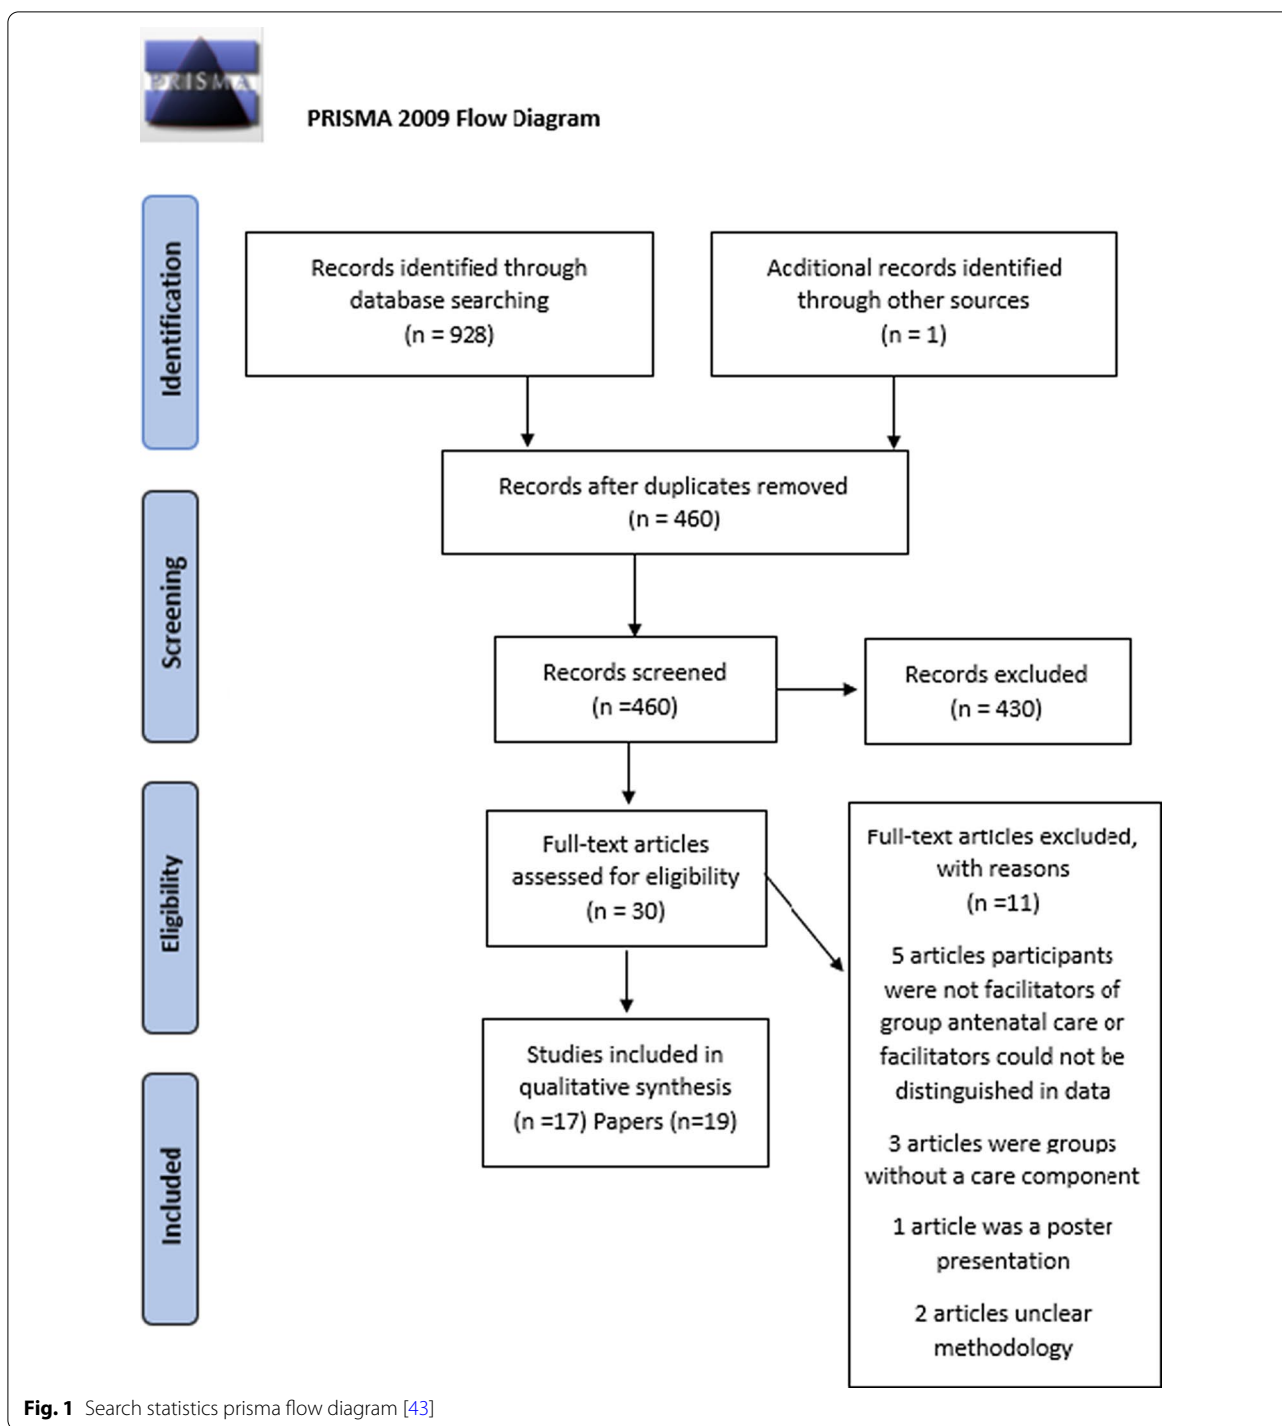 PRISMA
PRISMA 2009 Flow Diagram
Identification
Records identified through
database searching
(n = 928)
Additional records identified
through other sources
(n = 1)
Records after duplicates removed
(n = 460)
Screening
Records screened
(n =460)
Records excluded
(n = 430)
Eligibility
Full-text articles
assessed for eligibility
(n = 30)
Full-text articles excluded,
with reasons
(n =11)
5 articles participants
were not facilitators of
group antenatal care or
facilitators could not be
distinguished in data
3 articles were groups
without a care component
1 article was a poster
presentation
2 articles unclear
methodology
Included
Studies included in
qualitative synthesis
(n =17) Papers (n=19)
Fig. 1 Search statistics prisma flow diagram [43]